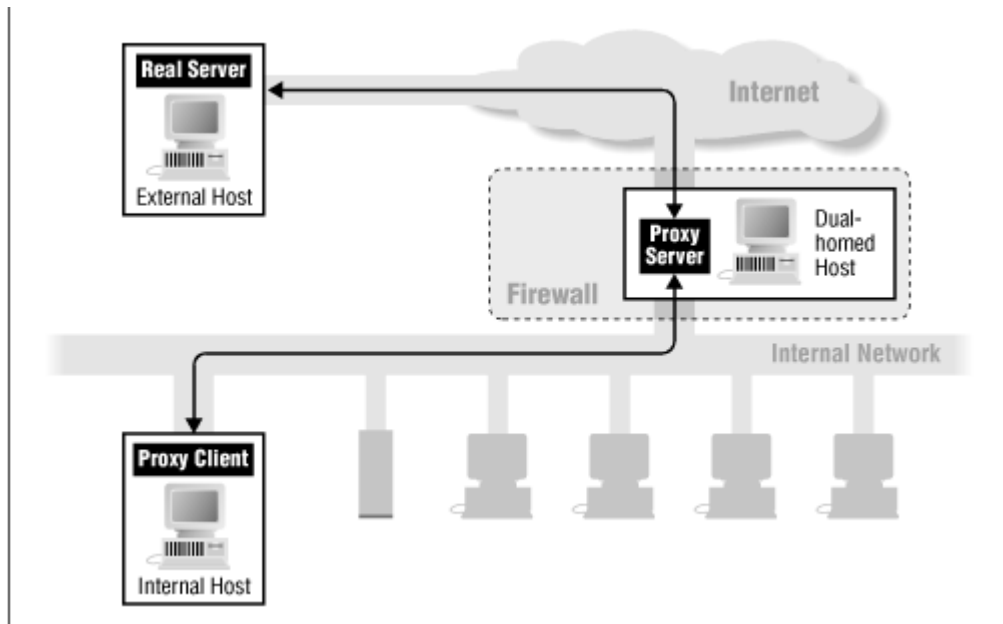 Real Server
External Host
Internet
Proxy
Server
Dual-
homed
Host
Firewall
Internal Network
Proxy Client
Internal Host